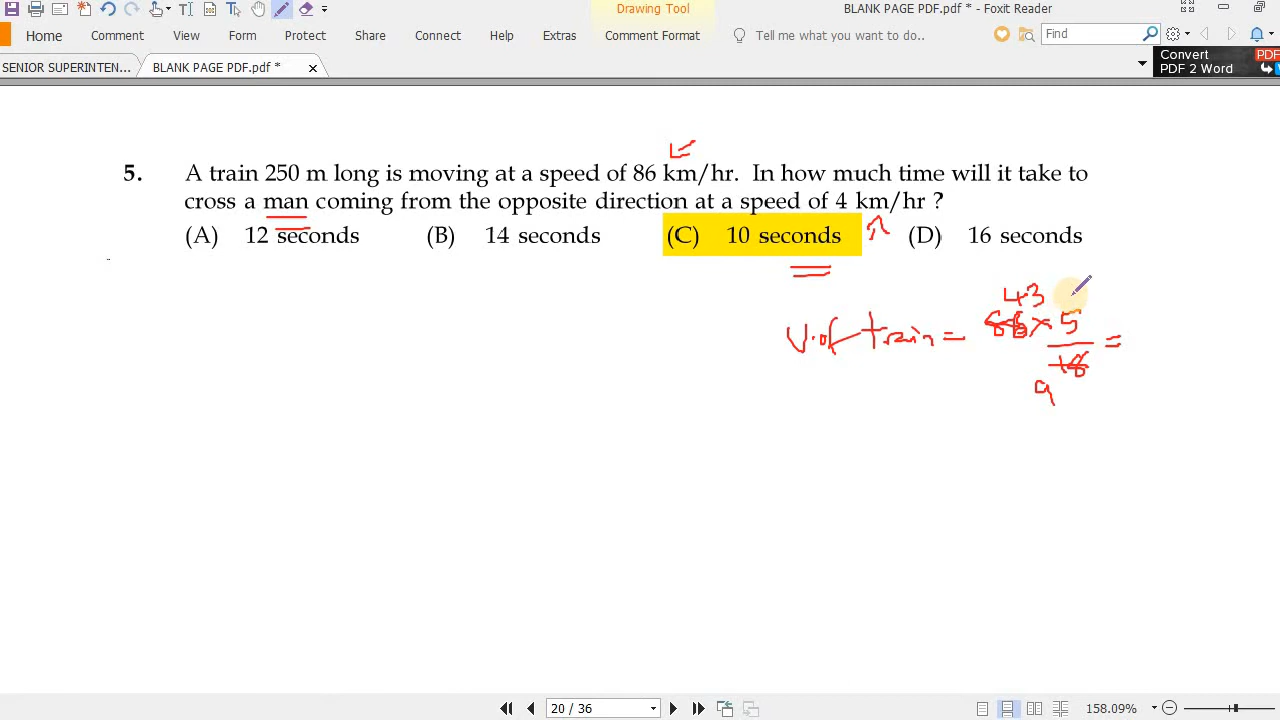 Drawing Tool
BLANK PAGE PDF.pdf * - Foxit Reader
Home Comment View Form Protect Share Connect Help Extras Comment Format Tell me what you want to do.. Find
SENIOR SUPERINTEN... BLANK PAGE PDF.pdf * x Convert PDF
PDF 2 Word
5. A train 250 m long is moving at a speed of 86 km/hr. In how much time will it take to
cross a man coming from the opposite direction at a speed of 4 km/hr ?
(A) 12 seconds (B) 14 seconds (C) 10 seconds (D) 16 seconds
43
V.of train = 86 × 5 =
18
9
20 / 36 158.09%